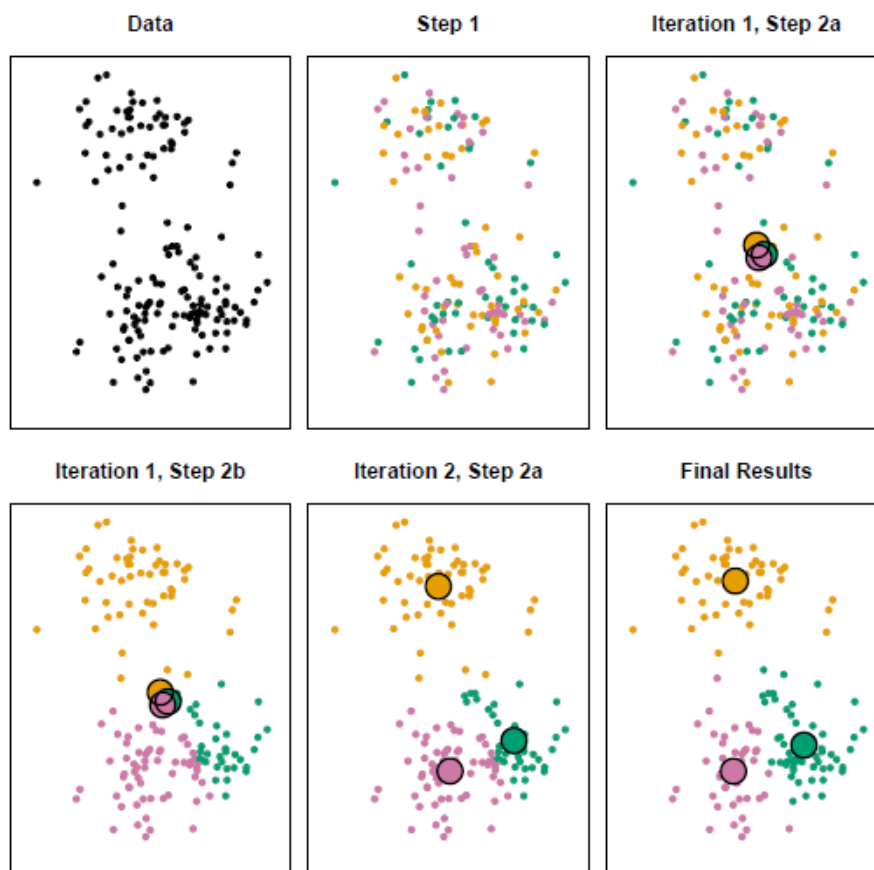 Data
Step 1
Iteration 1, Step 2a
Iteration 1, Step 2b
Iteration 2, Step 2a
Final Results